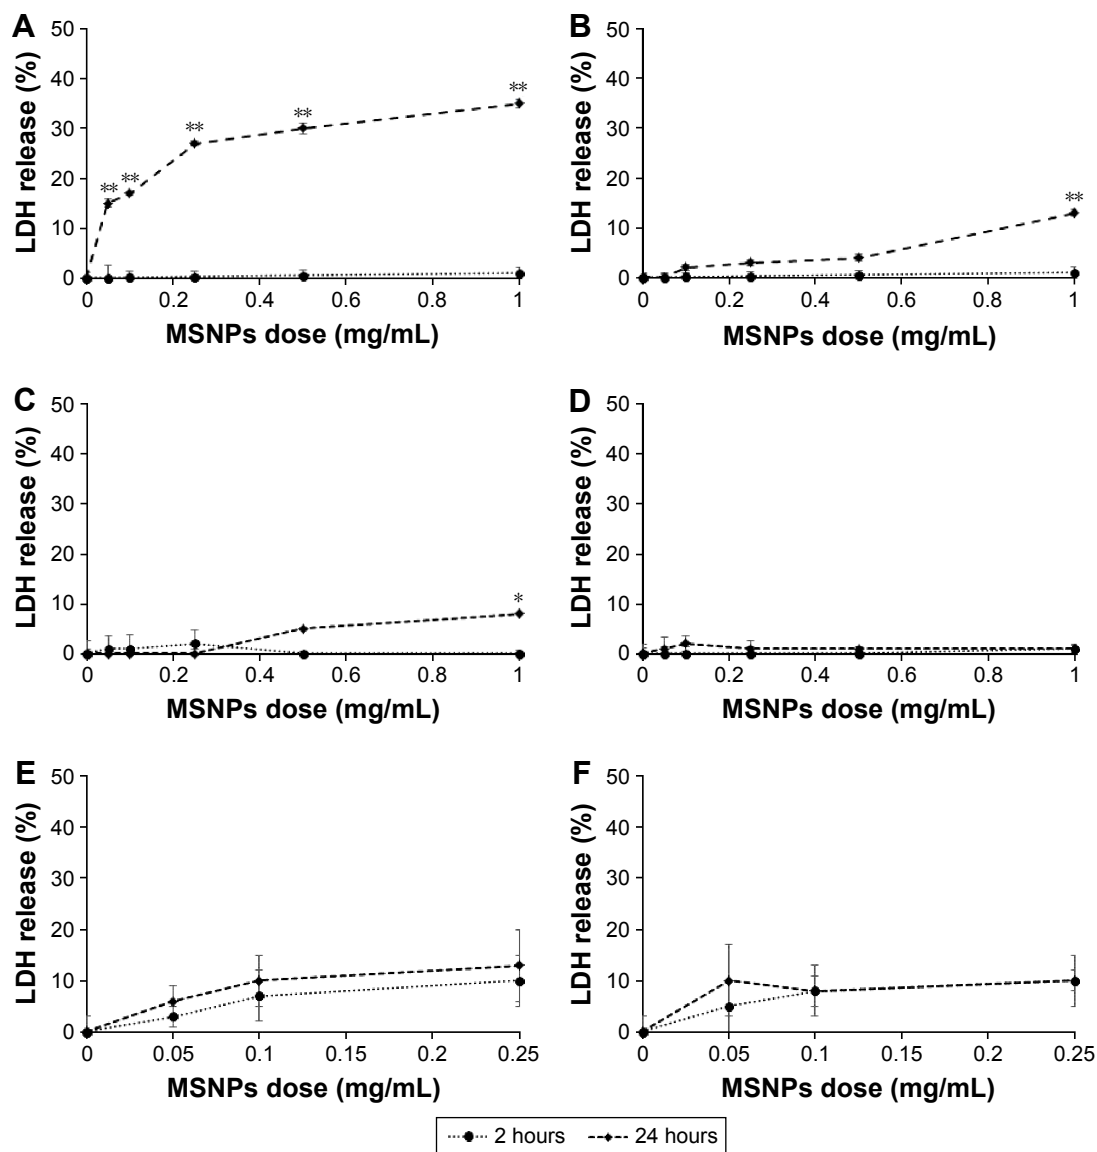 A
50
40
30
20
10
0
LDH release (%)
**
**
**
**
**
0 0.2 0.4 0.6 0.8 1
MSNPs dose (mg/mL)
B
50
40
30
20
10
0
LDH release (%)
**
0 0.2 0.4 0.6 0.8 1
MSNPs dose (mg/mL)
C
50
40
30
20
10
0
LDH release (%)
*
0 0.2 0.4 0.6 0.8 1
MSNPs dose (mg/mL)
D
50
40
30
20
10
0
LDH release (%)
0 0.2 0.4 0.6 0.8 1
MSNPs dose (mg/mL)
E
50
40
30
20
10
0
LDH release (%)
0 0.05 0.1 0.15 0.2 0.25
MSNPs dose (mg/mL)
F
50
40
30
20
10
0
LDH release (%)
0 0.05 0.1 0.15 0.2 0.25
MSNPs dose (mg/mL)
2 hours 24 hours